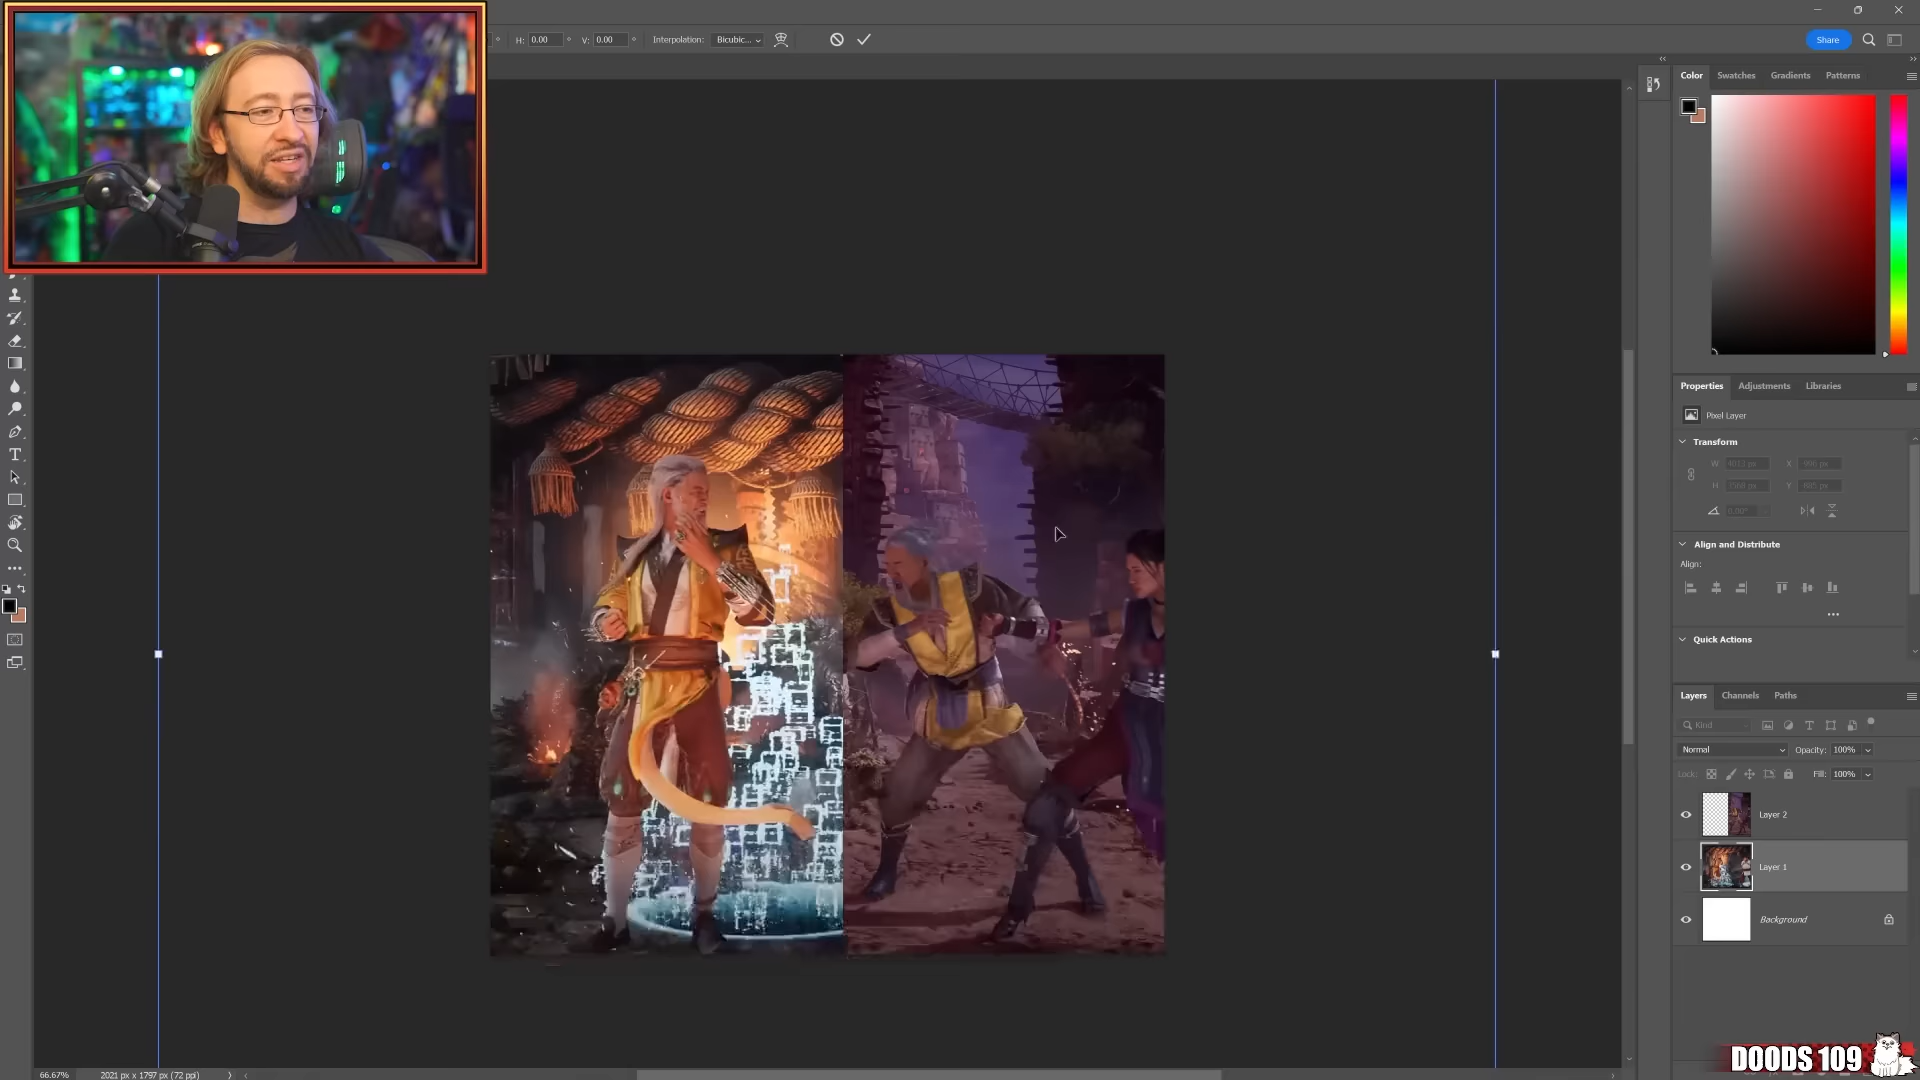 H: 0.00 ° V: 0.00 ° Interpolation: Bicubic...
Share
Color Swatches Gradients Patterns
Properties Adjustments Libraries
Pixel Layer
Transform
W X
H Y
0.00°
Align and Distribute
Align:
Quick Actions
Layers Channels Paths
Kind
Normal Opacity: 100%
Lock: Fill: 100%
Layer 2
Layer 1
Background
66.67% 2021 px x 1797 px (72 ppi)
DOODS 109